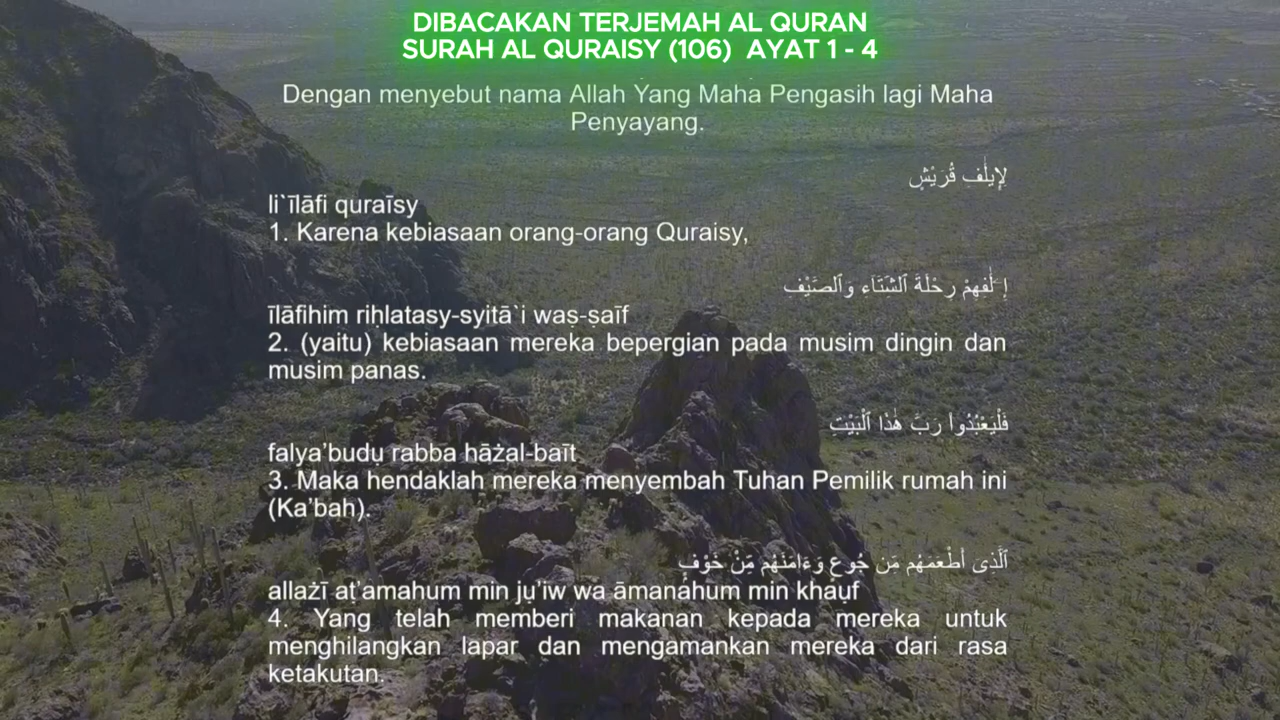 DIBACAKAN TERJEMAH AL QURAN
SURAH AL QURAISY (106) AYAT 1 - 4
Dengan menyebut nama Allah Yang Maha Pengasih lagi Maha
Penyayang.
لِإِيلَٰفِ قُرَيْشٍ
li`īlāfi quraīsy
1. Karena kebiasaan orang-orang Quraisy,
إِۦلَٰفِهِمْ رِحْلَةَ ٱلشِّتَآءِ وَٱلصَّيْفِ
īlāfihim riḥlatasy-syitā`i waṣ-ṣaīf
2. (yaitu) kebiasaan mereka bepergian pada musim dingin dan
musim panas.
فَلْيَعْبُدُوا۟ رَبَّ هَٰذَا ٱلْبَيْتِ
falya’budụ rabba hāżal-baīt
3. Maka hendaklah mereka menyembah Tuhan Pemilik rumah ini
(Ka’bah).
ٱلَّذِىٓ أَطْعَمَهُم مِّن جُوعٍ وَءَامَنَهُم مِّنْ خَوْفٍۭ
allażī aṭ’amahum min jụ’iw wa āmanahum min khaụf
4. Yang telah memberi makanan kepada mereka untuk
menghilangkan lapar dan mengamankan mereka dari rasa
ketakutan.